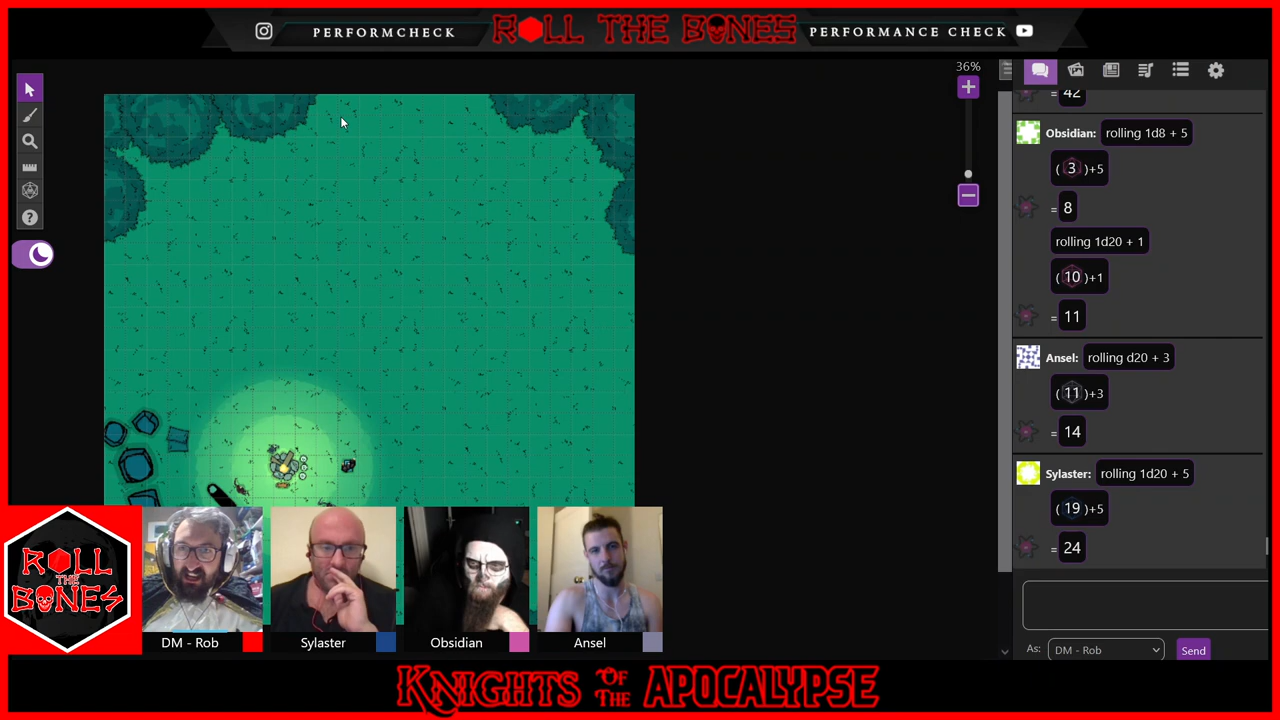 PERFORMCHECK
ROLL THE BONES
PERFORMANCE CHECK
36%
= 42
Obsidian: rolling 1d8 + 5
(3)+5
= 8
rolling 1d20 + 1
(10)+1
= 11
Ansel: rolling d20 + 3
(11)+3
= 14
Sylaster: rolling 1d20 + 5
(19)+5
= 24
As: DM - Rob
Send
ROLL
THE
BONES
DM - Rob
Sylaster
Obsidian
Ansel
KNIGHTS OF THE APOCALYPSE